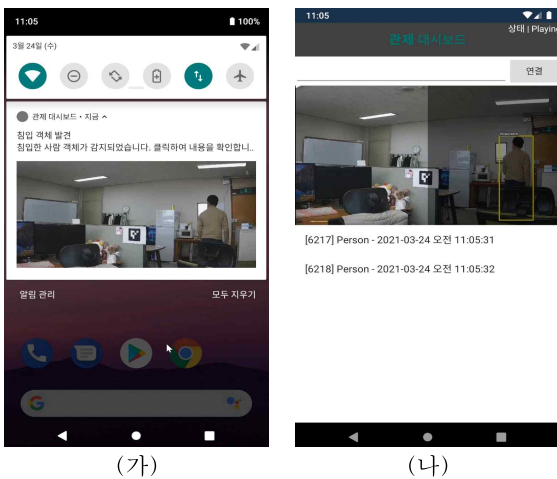 11:05
100%
3월 24일 (수)
관제 대시보드 • 지금
침입 객체 발견
침입한 사람 객체가 감지되었습니다. 클릭하여 내용을 확인합니..
알림 관리
모두 지우기
G
(가)
11:05
관제 대시보드
상태 | Playing
연결
[6217] Person - 2021-03-24 오전 11:05:31
[6218] Person - 2021-03-24 오전 11:05:32
(나)